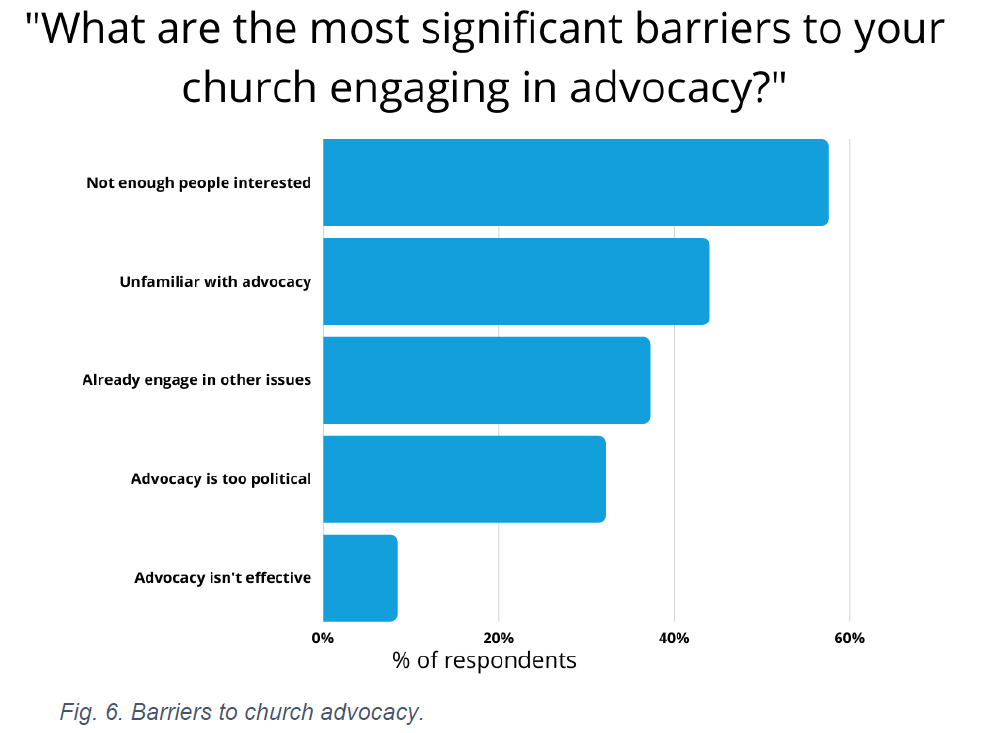 "What are the most significant barriers to your
church engaging in advocacy?"
Not enough people interested
Unfamiliar with advocacy
Already engage in other issues
Advocacy is too political
Advocacy isn't effective
0% 20% 40% 60%
% of respondents
Fig. 6. Barriers to church advocacy.